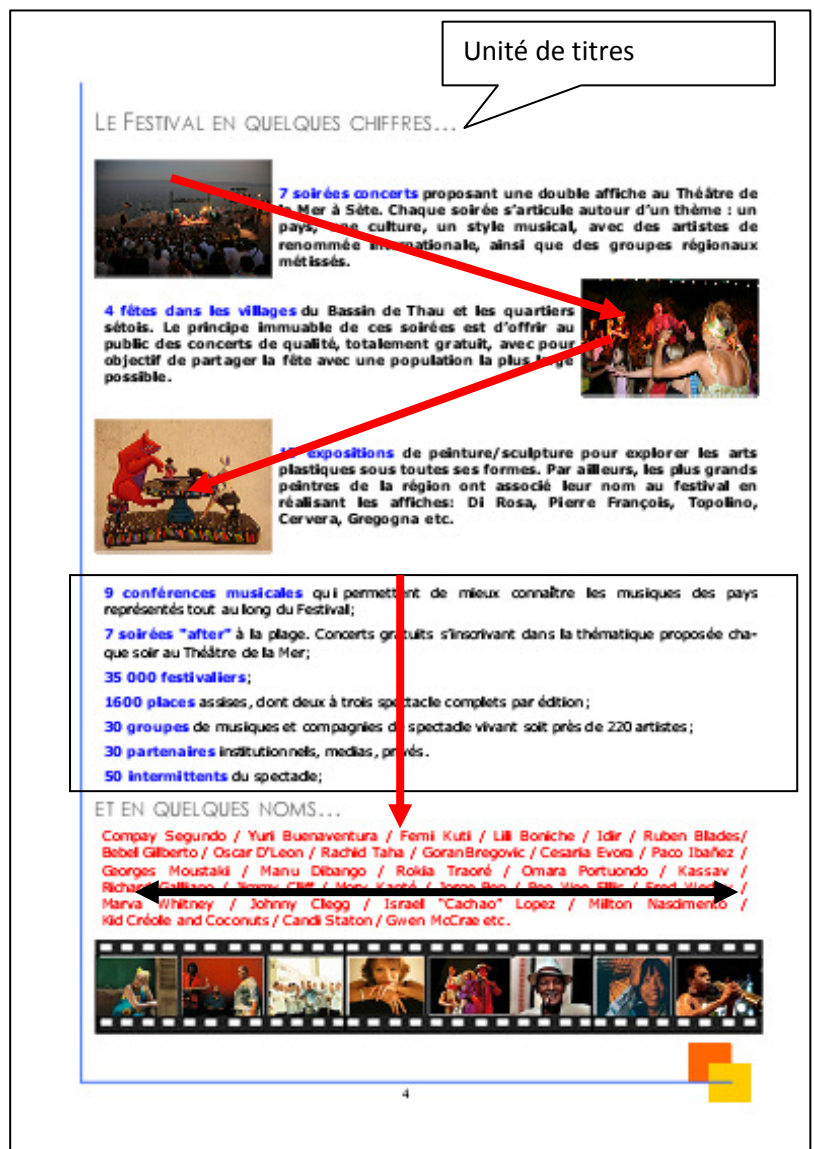 Unité de titres
LE FESTIVAL EN QUELQUES CHIFFRES...
7 soirées concerts proposant une double affiche au Théâtre de
la Mer à Sète. Chaque soirée s'articule autour d'un thème : un
pays, une culture, un style musical, avec des artistes de
renommée internationale, ainsi que des groupes régionaux
métissés.
4 fêtes dans les villages du Bassin de Thau et les quartiers
sétois. Le principe immuable de ces soirées est d'offrir au
public des concerts de qualité, totalement gratuit, avec pour
objectif de partager la fête avec une population la plus large
possible.
expositions de peinture/sculpture pour explorer les arts
plastiques sous toutes ses formes. Par ailleurs, les plus grands
peintres de la région ont associé leur nom au festival en
réalisant les affiches: Di Rosa, Pierre François, Topolino,
Cervera, Gregogna etc.
9 conférences musicales qui permettent de mieux connaître les musiques des pays
représentés tout au long du Festival;
7 soirées "after" à la plage. Concerts gratuits s'inscrivant dans la thématique proposée cha-
que soir au Théâtre de la Mer;
35 000 festivaliers;
1600 places assises, dont deux à trois spectacle complets par édition;
30 groupes de musiques et compagnies de spectacle vivant soit près de 220 artistes;
30 partenaires institutionnels, medias, privés.
50 intermittents du spectacle;
ET EN QUELQUES NOMS...
Compay Segundo / Yuri Buenaventura / Femi Kuti / Lili Boniche / Idir / Ruben Blades/
Bebel Gilberto / Oscar D'Leon / Rachid Taha / Goran Bregovic / Cesaria Evora / Paco Ibañez /
Georges Moustaki / Manu Dibango / Rokia Traoré / Omara Portuondo / Kassav /
Richard Galliano / Jimmy Cliff / Mory Kanté / Jorge Ben / Pee Wee Ellis / Fred Wesley /
Marva Whitney / Johnny Clegg / Israel "Cachao" Lopez / Milton Nascimento /
Kid Créole and Coconuts / Candi Staton / Gwen McCrae etc.
4